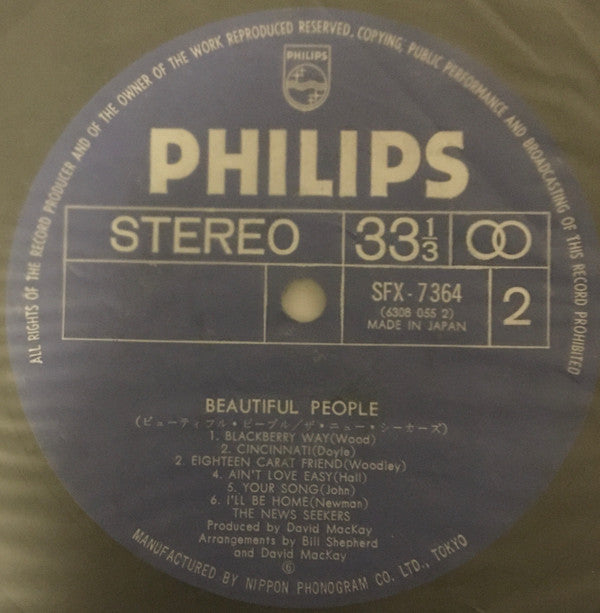 ALL RIGHTS OF THE RECORD PRODUCER AND OF THE OWNER OF THE WORK REPRODUCED RESERVED, COPYING, PUBLIC PERFORMANCE AND BROADCASTING OF THIS RECORD PROHIBITED
PHILIPS
PHILIPS
STEREO 33 1/3
SFX-7364
(6308 055 2)
MADE IN JAPAN
2
BEAUTIFUL PEOPLE
(ビューティフル・ピープル/ザ・ニュー・シーカーズ)
1. BLACKBERRY WAY(Wood)
2. CINCINNATI(Doyle)
2. EIGHTEEN CARAT FRIEND(Woodley)
4. AIN'T LOVE EASY(Hall)
5. YOUR SONG(John)
6. I'LL BE HOME(Newman)
THE NEWS SEEKERS
Produced by David MacKay
Arrangements by Bill Shepherd
and David MacKay
⑥
MANUFACTURED BY NIPPON PHONOGRAM CO. LTD., TOKYO